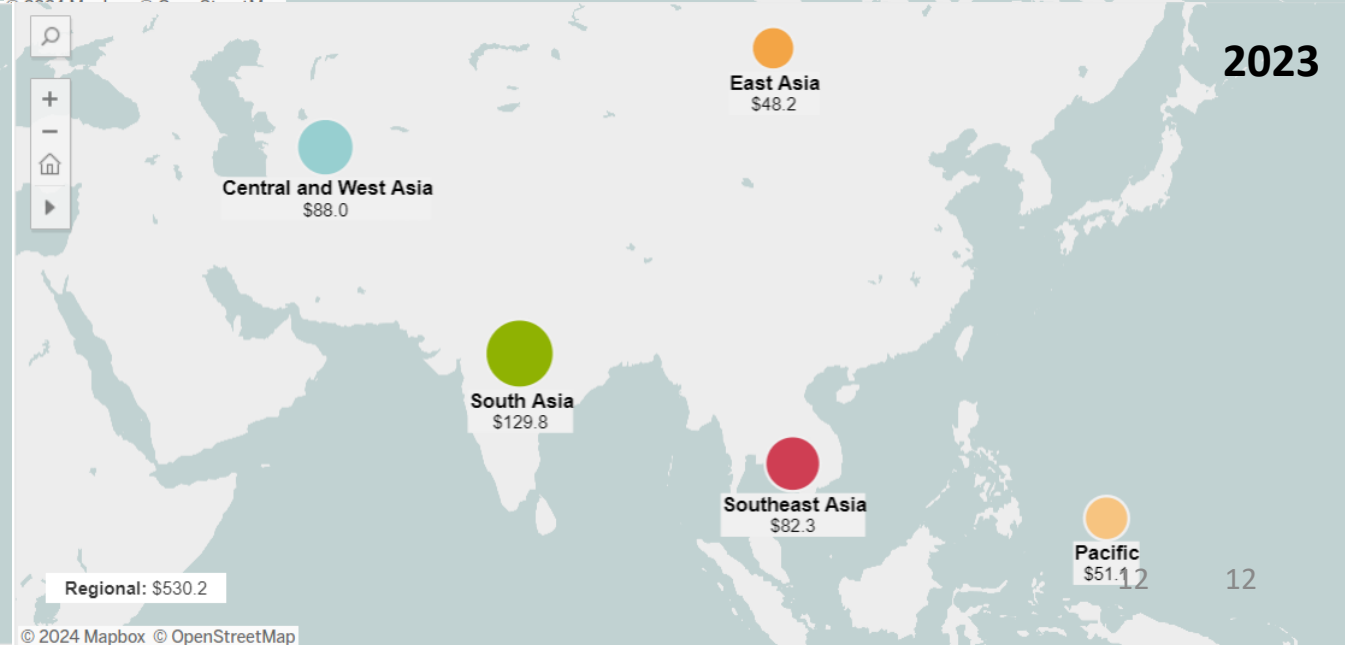 2023
East Asia
$48.2
Central and West Asia
$88.0
South Asia
$129.8
Southeast Asia
$82.3
Pacific
$51.1
12 12
Regional: $530.2
© 2024 Mapbox © OpenStreetMap